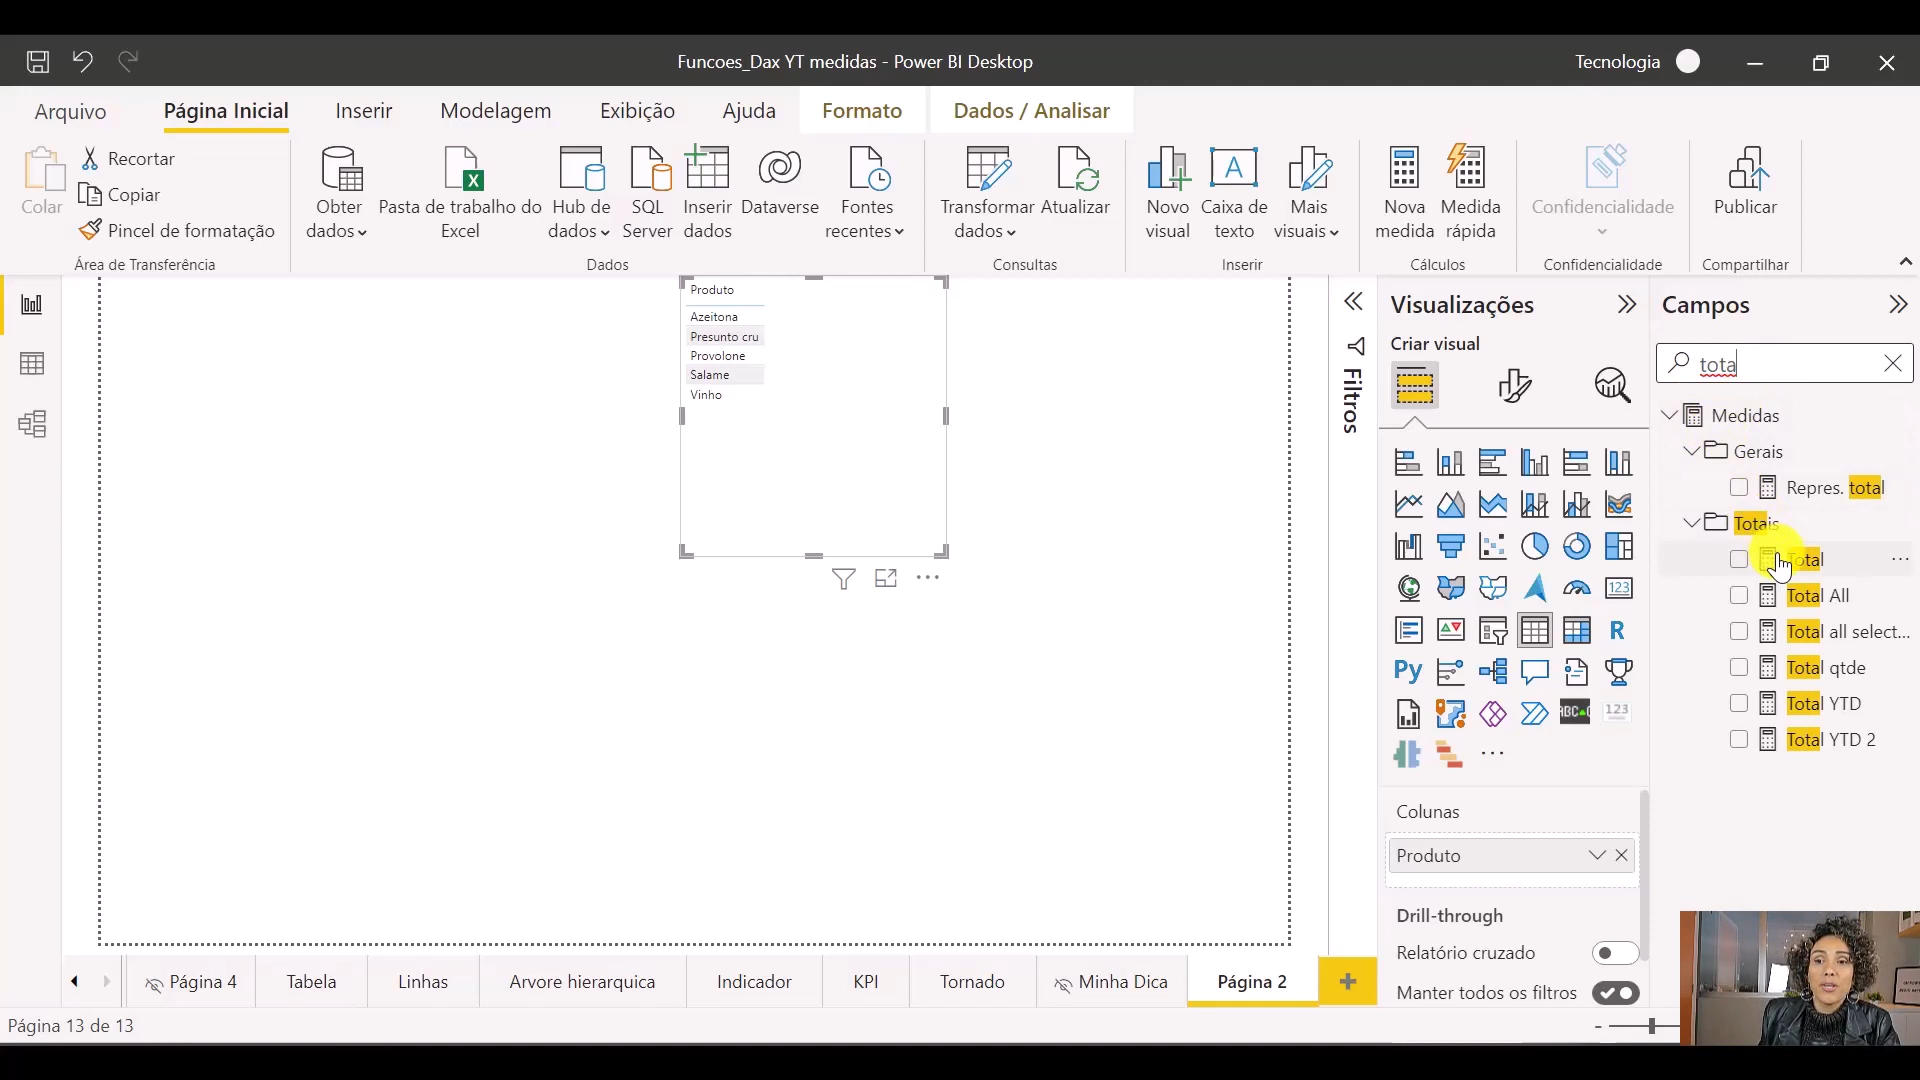 Funcoes_Dax YT medidas - Power BI Desktop
Tecnologia
Arquivo
Página Inicial
Inserir
Modelagem
Exibição
Ajuda
Formato
Dados / Analisar
Colar
Recortar
Copiar
Pincel de formatação
Área de Transferência
Obter
dados
Pasta de trabalho do
Excel
Hub de
dados
SQL
Server
Inserir
dados
Dataverse
Fontes
recentes
Dados
Transformar
dados
Atualizar
Consultas
Novo
visual
Caixa de
texto
Mais
visuais
Inserir
Nova
medida
Medida
rápida
Cálculos
Confidencialidade
Confidencialidade
Publicar
Compartilhar
Produto
Azeitona
Presunto cru
Provolone
Salame
Vinho
Filtros
Visualizações
Criar visual
123
R
Py
123
Colunas
Produto
Drill-through
Relatório cruzado
Manter todos os filtros
Campos
tota
Medidas
Gerais
Repres. total
Totais
Total
Total All
Total all select...
Total qtde
Total YTD
Total YTD 2
Página 4
Tabela
Linhas
Arvore hierarquica
Indicador
KPI
Tornado
Minha Dica
Página 2
Página 13 de 13